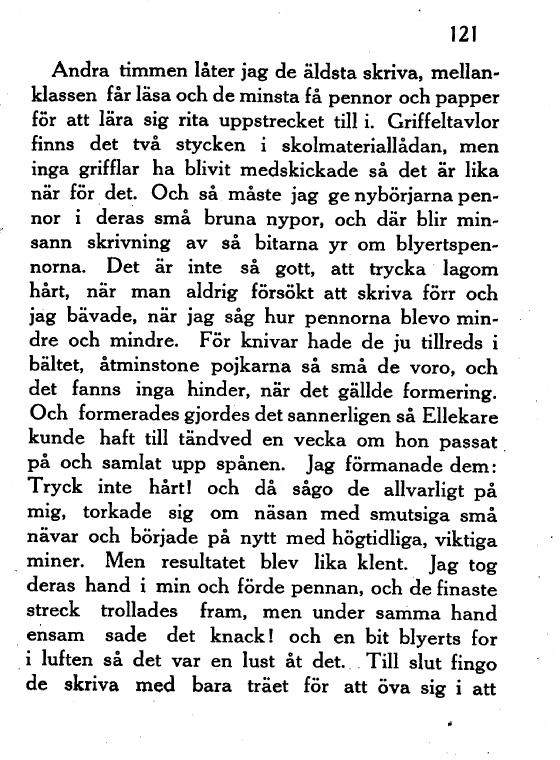 121
Andra timmen låter jag de äldsta skriva, mellan-
klassen får läsa och de minsta få pennor och papper
för att lära sig rita uppstrecket till i. Griffeltavlor
finns det två stycken i skolmateriallådan, men
inga grifflar ha blivit medskickade så det är lika
när för det. Och så måste jag ge nybörjarna pen-
nor i deras små bruna nypor, och där blir min-
sann skrivning av så bitarna yr om blyertspen-
norna. Det är inte så gott, att trycka lagom
hårt, när man aldrig försökt att skriva förr och
jag bävade, när jag såg hur pennorna blevo min-
dre och mindre. För knivar hade de ju tillreds i
bältet, åtminstone pojkarna så små de voro, och
det fanns inga hinder, när det gällde formering.
Och formerades gjordes det sannerligen så Ellekare
kunde haft till tändved en vecka om hon passat
på och samlat upp spånen. Jag förmanade dem:
Tryck inte hårt! och då sågo de allvarligt på
mig, torkade sig om näsan med smutsiga små
nävar och började på nytt med högtidliga, viktiga
miner. Men resultatet blev lika klent. Jag tog
deras hand i min och förde pennan, och de finaste
streck trollades fram, men under samma hand
ensam sade det knack! och en bit blyerts for
i luften så det var en lust åt det. Till slut fingo
de skriva med bara träet för att öva sig i att